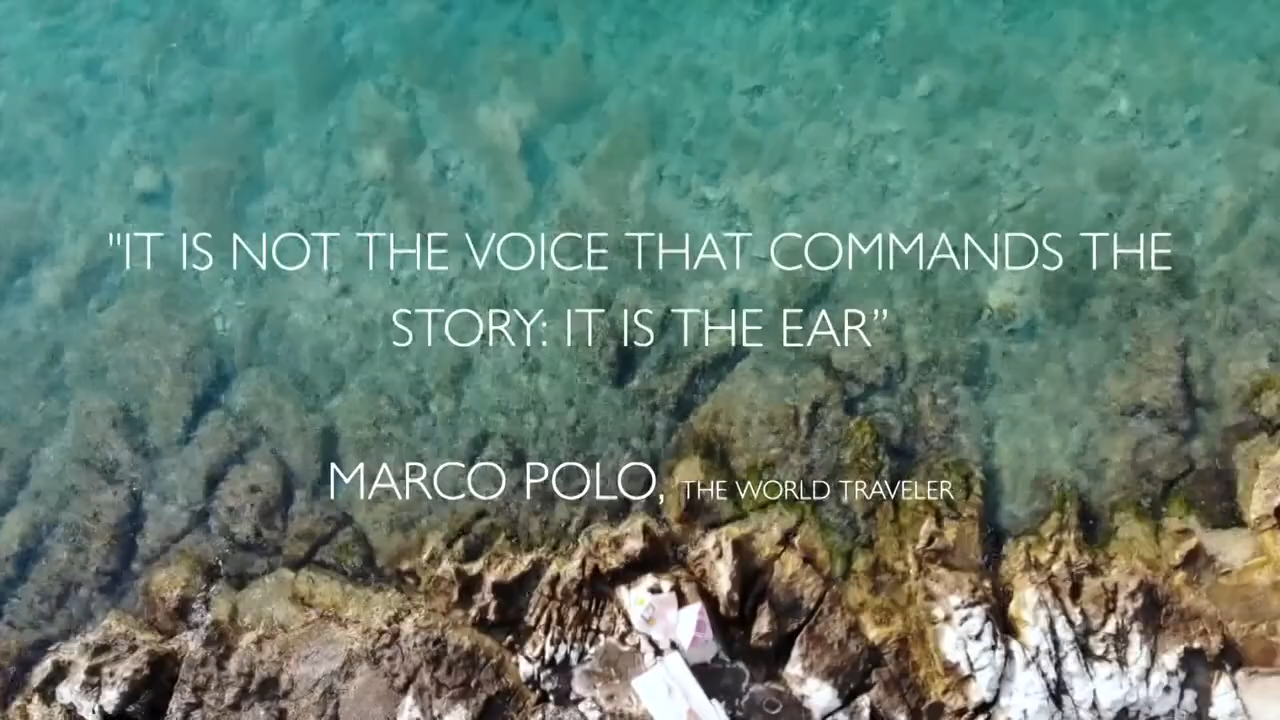 "IT IS NOT THE VOICE THAT COMMANDS THE
STORY: IT IS THE EAR”
MARCO POLO, THE WORLD TRAVELER